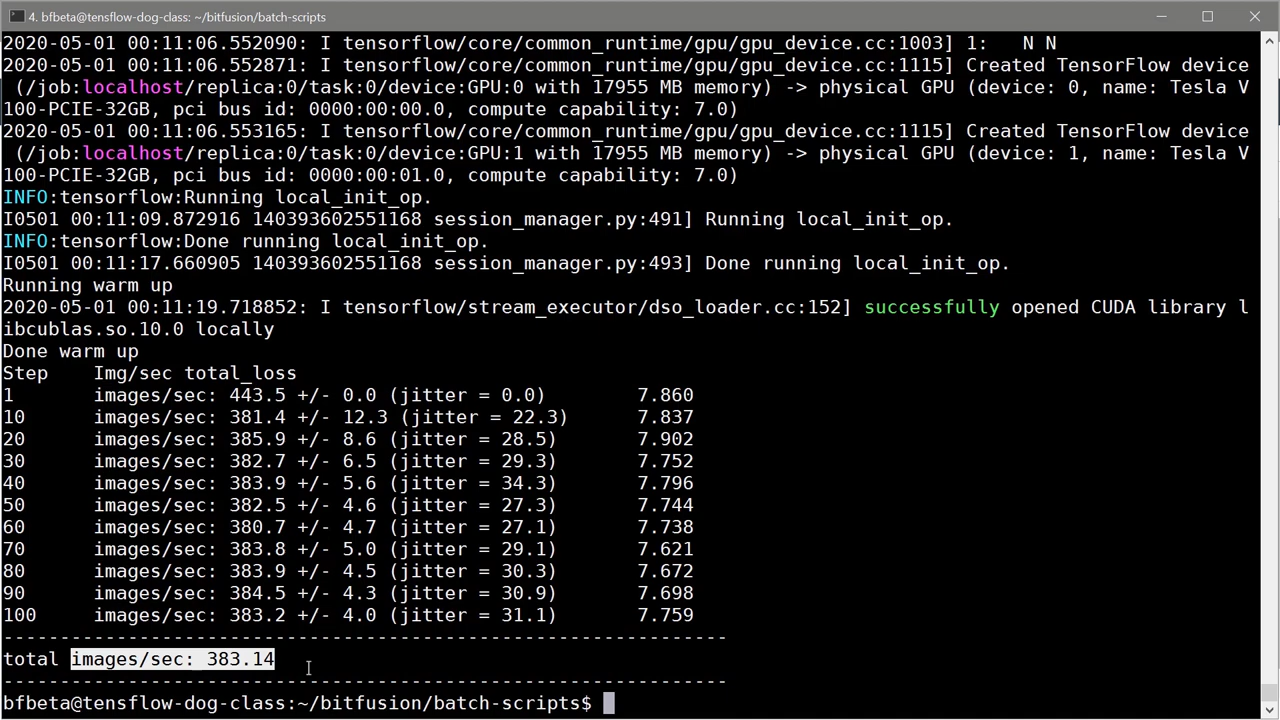 4. bfbeta@tensflow-dog-class: ~/bitfusion/batch-scripts
2020-05-01 00:11:06.552090: I tensorflow/core/common_runtime/gpu/gpu_device.cc:1003] 1:   N N
2020-05-01 00:11:06.552871: I tensorflow/core/common_runtime/gpu/gpu_device.cc:1115] Created TensorFlow device
(/job:localhost/replica:0/task:0/device:GPU:0 with 17955 MB memory) -> physical GPU (device: 0, name: Tesla V
100-PCIE-32GB, pci bus id: 0000:00:00.0, compute capability: 7.0)
2020-05-01 00:11:06.553165: I tensorflow/core/common_runtime/gpu/gpu_device.cc:1115] Created TensorFlow device
(/job:localhost/replica:0/task:0/device:GPU:1 with 17955 MB memory) -> physical GPU (device: 1, name: Tesla V
100-PCIE-32GB, pci bus id: 0000:00:01.0, compute capability: 7.0)
INFO:tensorflow:Running local_init_op.
I0501 00:11:09.872916 140393602551168 session_manager.py:491] Running local_init_op.
INFO:tensorflow:Done running local_init_op.
I0501 00:11:17.660905 140393602551168 session_manager.py:493] Done running local_init_op.
Running warm up
2020-05-01 00:11:19.718852: I tensorflow/stream_executor/dso_loader.cc:152] successfully opened CUDA library l
ibcublas.so.10.0 locally
Done warm up
Step    Img/sec total_loss
1       images/sec: 443.5 +/- 0.0 (jitter = 0.0)        7.860
10      images/sec: 381.4 +/- 12.3 (jitter = 22.3)      7.837
20      images/sec: 385.9 +/- 8.6 (jitter = 28.5)       7.902
30      images/sec: 382.7 +/- 6.5 (jitter = 29.3)       7.752
40      images/sec: 383.9 +/- 5.6 (jitter = 34.3)       7.796
50      images/sec: 382.5 +/- 4.6 (jitter = 27.3)       7.744
60      images/sec: 380.7 +/- 4.7 (jitter = 27.1)       7.738
70      images/sec: 383.8 +/- 5.0 (jitter = 29.1)       7.621
80      images/sec: 383.9 +/- 4.5 (jitter = 30.3)       7.672
90      images/sec: 384.5 +/- 4.3 (jitter = 30.9)       7.698
100     images/sec: 383.2 +/- 4.0 (jitter = 31.1)       7.759
----------------------------------------------------------------
total images/sec: 383.14
----------------------------------------------------------------
bfbeta@tensflow-dog-class:~/bitfusion/batch-scripts$